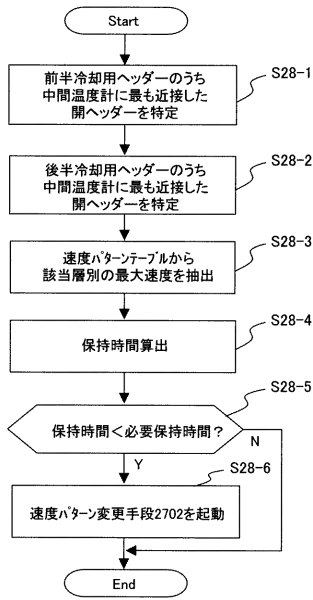 Start
前半冷却用ヘッダーのうち
中間温度計に最も近接した
開ヘッダーを特定
S28-1
後半冷却用ヘッダーのうち
中間温度計に最も近接した
開ヘッダーを特定
S28-2
速度パターンテーブルから
該当層別の最大速度を抽出
S28-3
保持時間算出
S28-4
保持時間<必要保持時間?
S28-5
N
Y
速度パターン変更手段2702を起動
S28-6
End